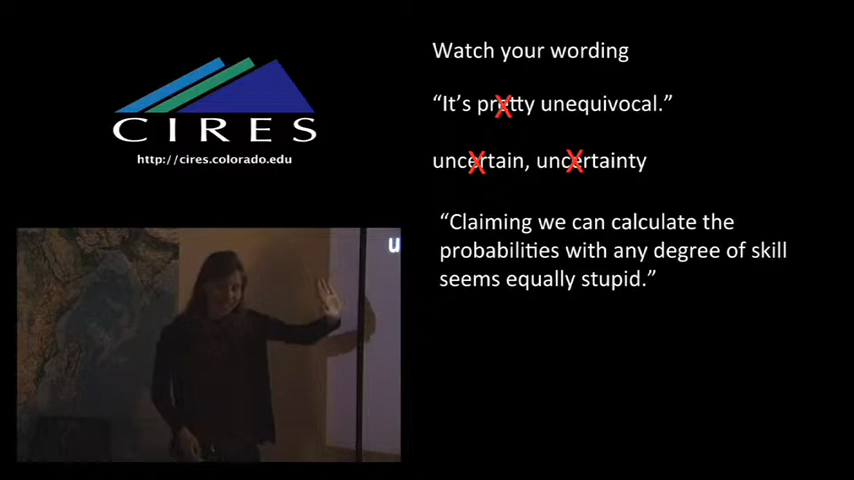 CIRES
http://cires.colorado.edu
Watch your wording
“It’s pretty unequivocal.”
uncertain, uncertainty
“Claiming we can calculate the
probabilities with any degree of skill
seems equally stupid.”
u